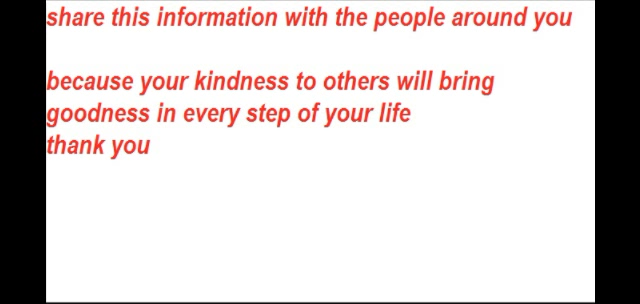 share this information with the people around you
because your kindness to others will bring
goodness in every step of your life
thank you